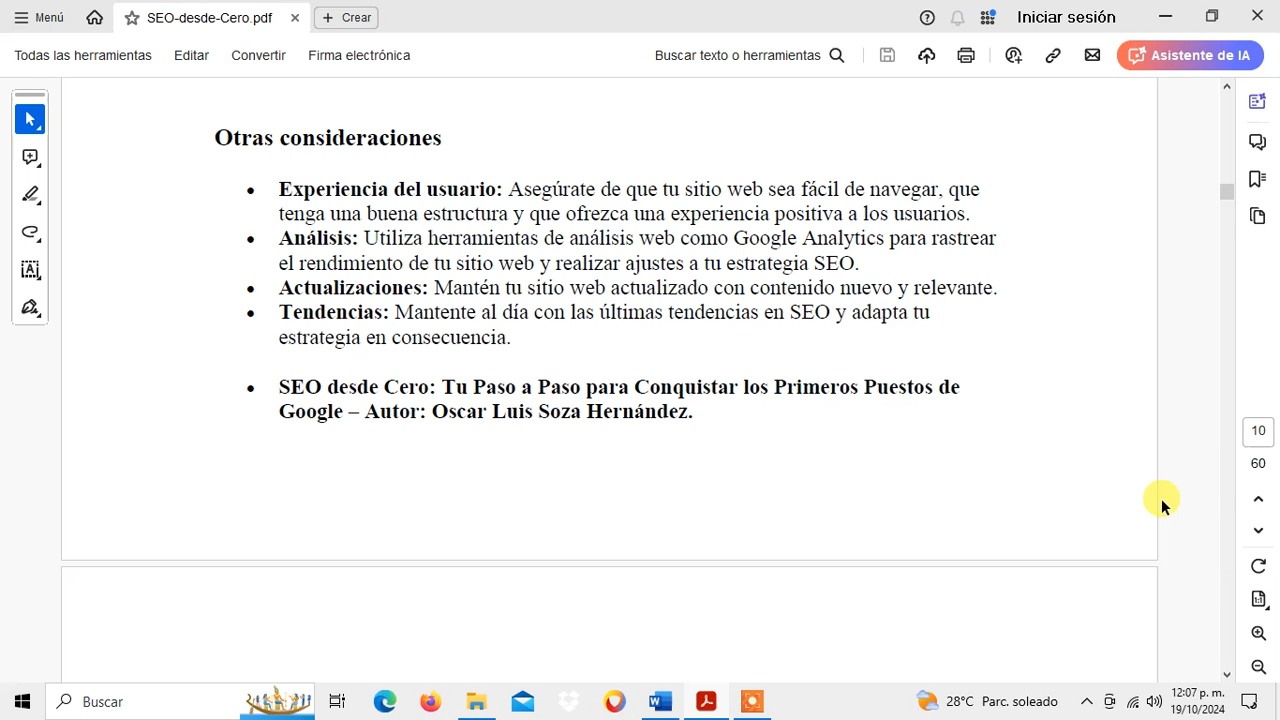 Menú
SEO-desde-Cero.pdf
Crear
Iniciar sesión
Todas las herramientas
Editar
Convertir
Firma electrónica
Buscar texto o herramientas
Asistente de IA
Otras consideraciones
• Experiencia del usuario: Asegúrate de que tu sitio web sea fácil de navegar, que
tenga una buena estructura y que ofrezca una experiencia positiva a los usuarios.
• Análisis: Utiliza herramientas de análisis web como Google Analytics para rastrear
el rendimiento de tu sitio web y realizar ajustes a tu estrategia SEO.
• Actualizaciones: Mantén tu sitio web actualizado con contenido nuevo y relevante.
• Tendencias: Mantente al día con las últimas tendencias en SEO y adapta tu
estrategia en consecuencia.
• SEO desde Cero: Tu Paso a Paso para Conquistar los Primeros Puestos de
Google – Autor: Oscar Luis Soza Hernández.
10
60
Buscar
28°C Parc. soleado
12:07 p. m.
19/10/2024